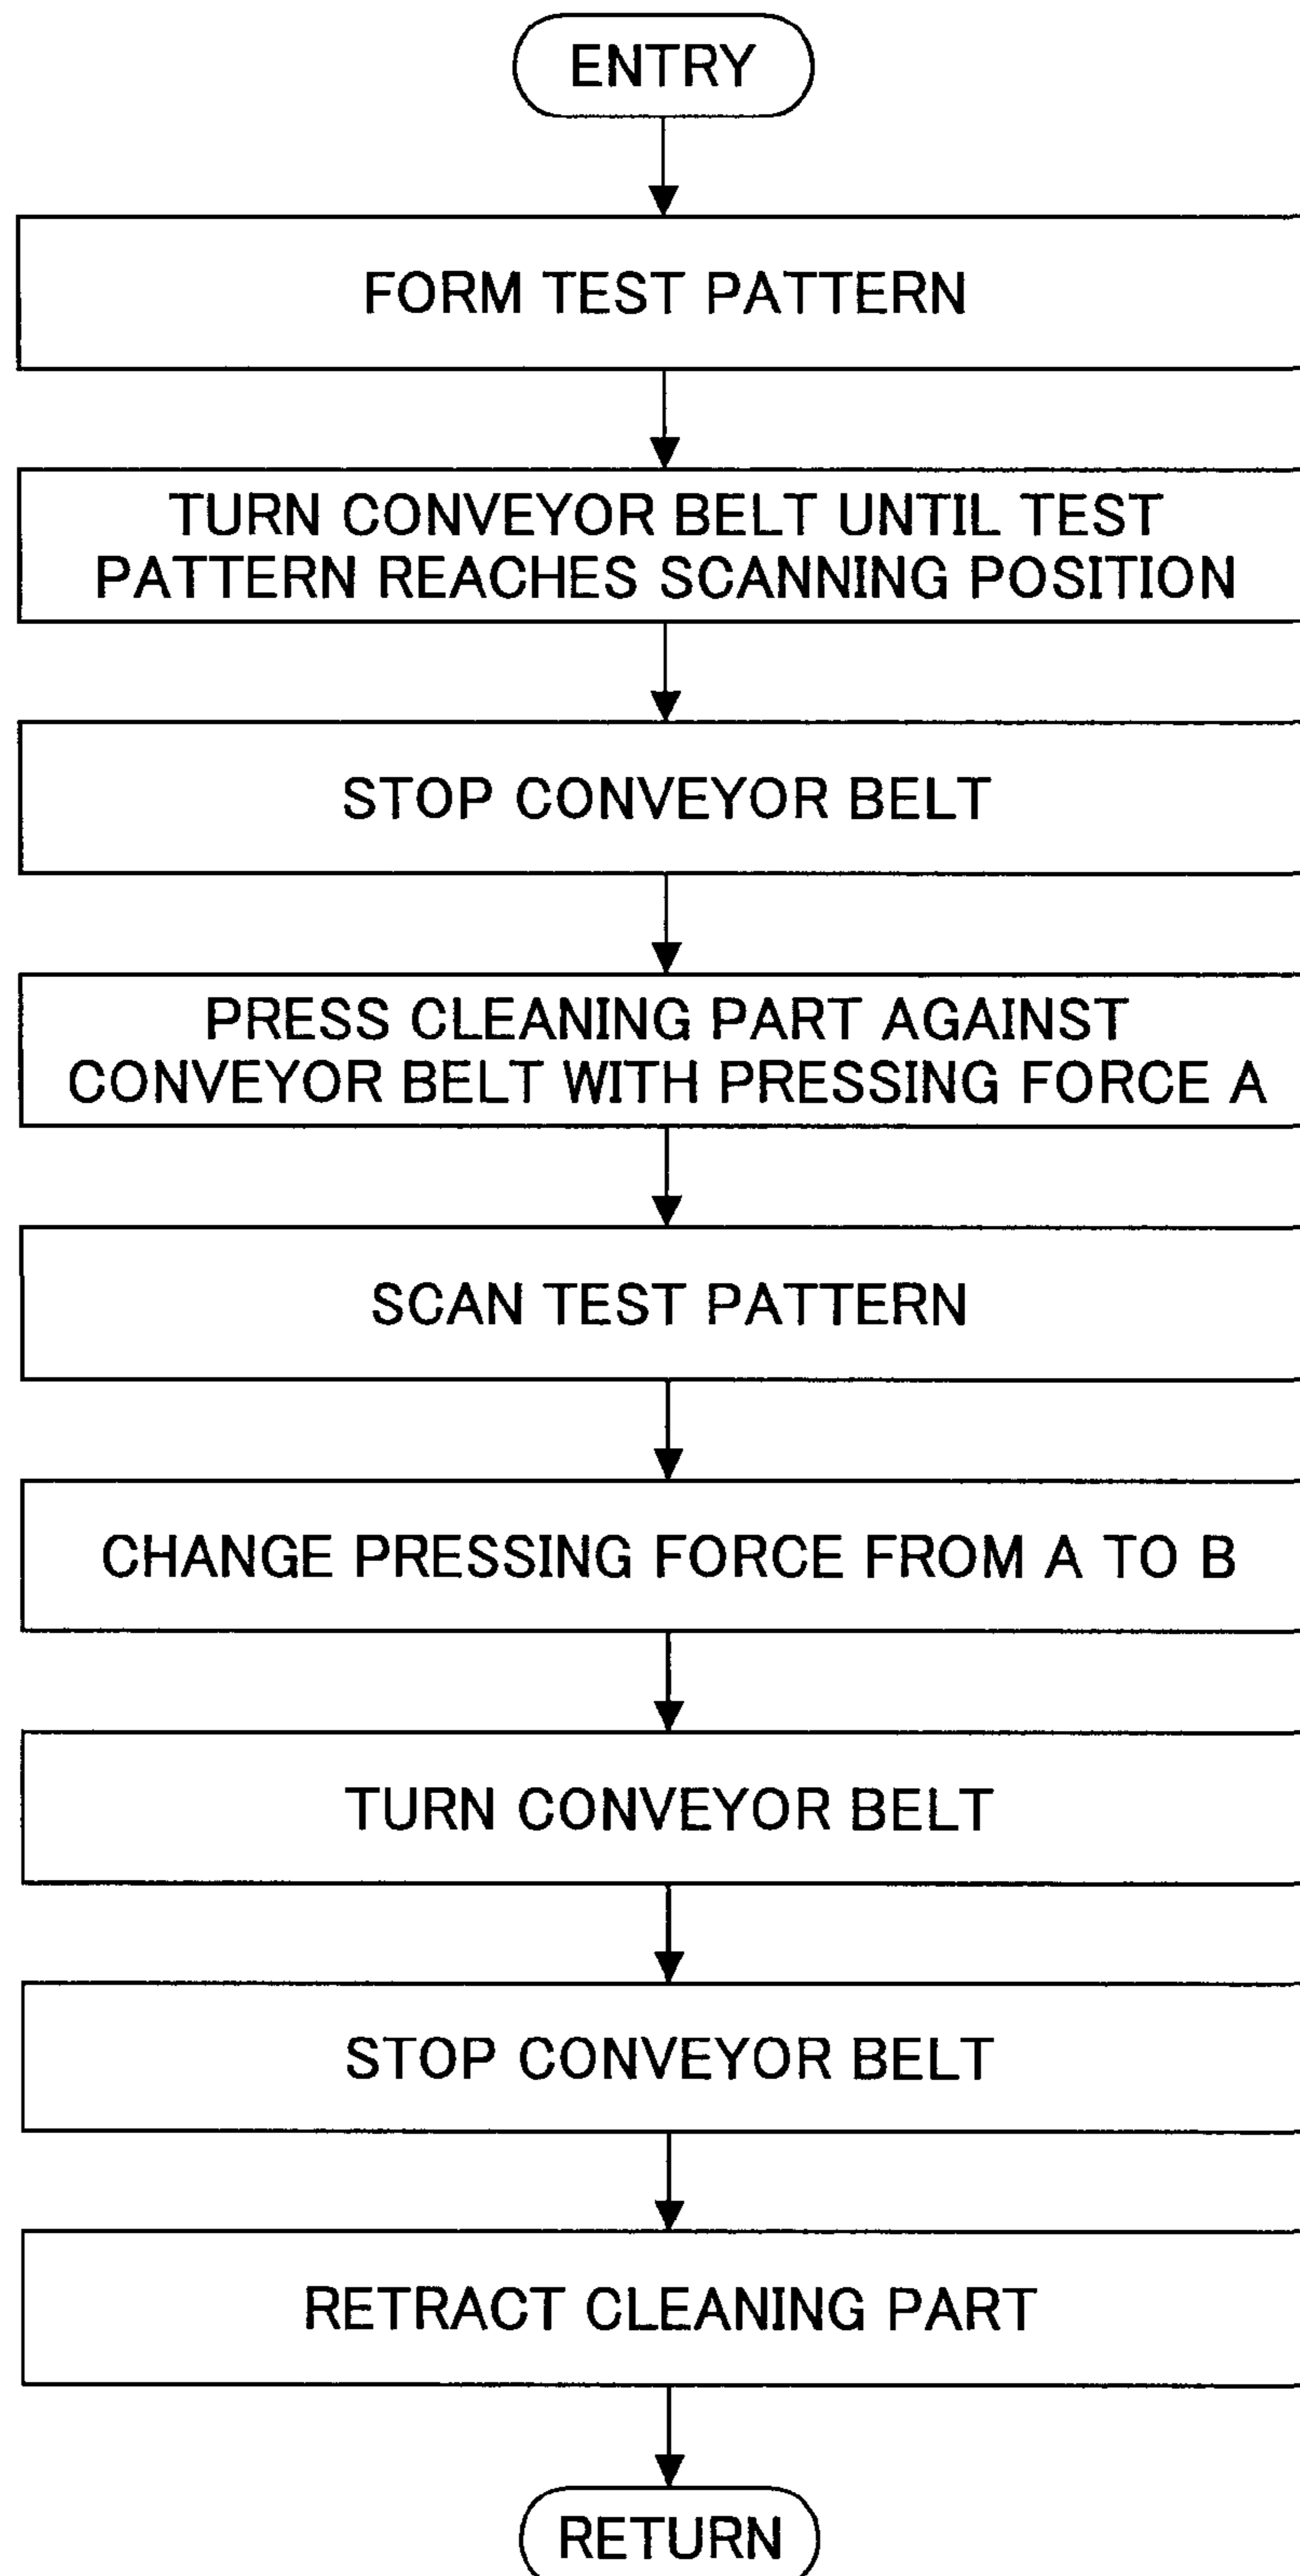 ENTRY
FORM TEST PATTERN
TURN CONVEYOR BELT UNTIL TEST
PATTERN REACHES SCANNING POSITION
STOP CONVEYOR BELT
PRESS CLEANING PART AGAINST
CONVEYOR BELT WITH PRESSING FORCE A
SCAN TEST PATTERN
CHANGE PRESSING FORCE FROM A TO B
TURN CONVEYOR BELT
STOP CONVEYOR BELT
RETRACT CLEANING PART
RETURN